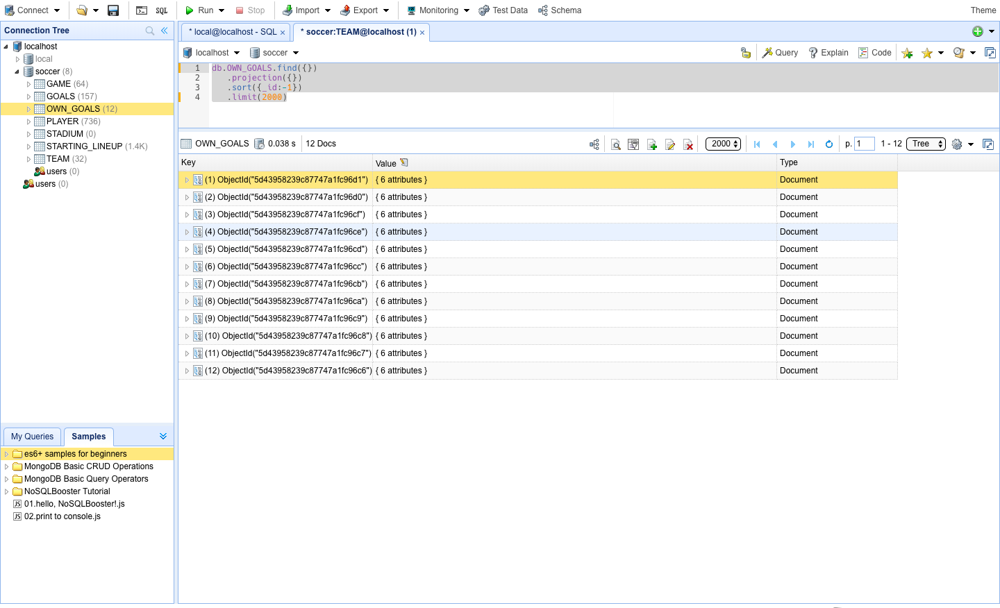 Connect SQL Run Stop Import Export Monitoring Test Data Schema Theme
Connection Tree
localhost
local
soccer (8)
GAME (64)
GOALS (157)
OWN_GOALS (12)
PLAYER (736)
STADIUM (0)
STARTING_LINEUP (1.4K)
TEAM (32)
users (0)
users (0)
My Queries Samples
es6+ samples for beginners
MongoDB Basic CRUD Operations
MongoDB Basic Query Operators
NoSQLBooster Tutorial
JS 01.hello, NoSQLBooster!.js
JS 02.print to console.js
* local@localhost - SQL × * soccer:TEAM@localhost (1) ×
localhost soccer Query Explain Code
1 db.OWN_GOALS.find({})
2 .projection({})
3 .sort({_id:-1})
4 .limit(2000)
OWN_GOALS 0.038 s 12 Docs 2000 p. 1 1 - 12 Tree
Key Value Type
(1) ObjectId("5d43958239c87747a1fc96d1") { 6 attributes } Document
(2) ObjectId("5d43958239c87747a1fc96d0") { 6 attributes } Document
(3) ObjectId("5d43958239c87747a1fc96cf") { 6 attributes } Document
(4) ObjectId("5d43958239c87747a1fc96ce") { 6 attributes } Document
(5) ObjectId("5d43958239c87747a1fc96cd") { 6 attributes } Document
(6) ObjectId("5d43958239c87747a1fc96cc") { 6 attributes } Document
(7) ObjectId("5d43958239c87747a1fc96cb") { 6 attributes } Document
(8) ObjectId("5d43958239c87747a1fc96ca") { 6 attributes } Document
(9) ObjectId("5d43958239c87747a1fc96c9") { 6 attributes } Document
(10) ObjectId("5d43958239c87747a1fc96c8") { 6 attributes } Document
(11) ObjectId("5d43958239c87747a1fc96c7") { 6 attributes } Document
(12) ObjectId("5d43958239c87747a1fc96c6") { 6 attributes } Document